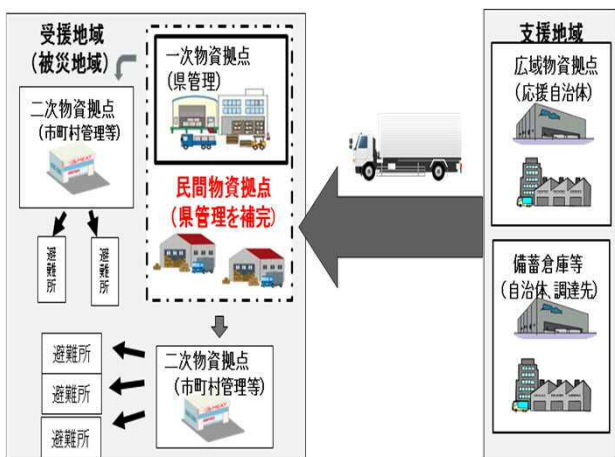 受援地域
(被災地域)
二次物資拠点
(市町村管理等)
避難所
避難所
一次物資拠点
(県管理)
民間物資拠点
(県管理を補完)
二次物資拠点
(市町村管理等)
避難所
避難所
避難所
支援地域
広域物資拠点
(応援自治体)
備蓄倉庫等
(自治体、調達先)